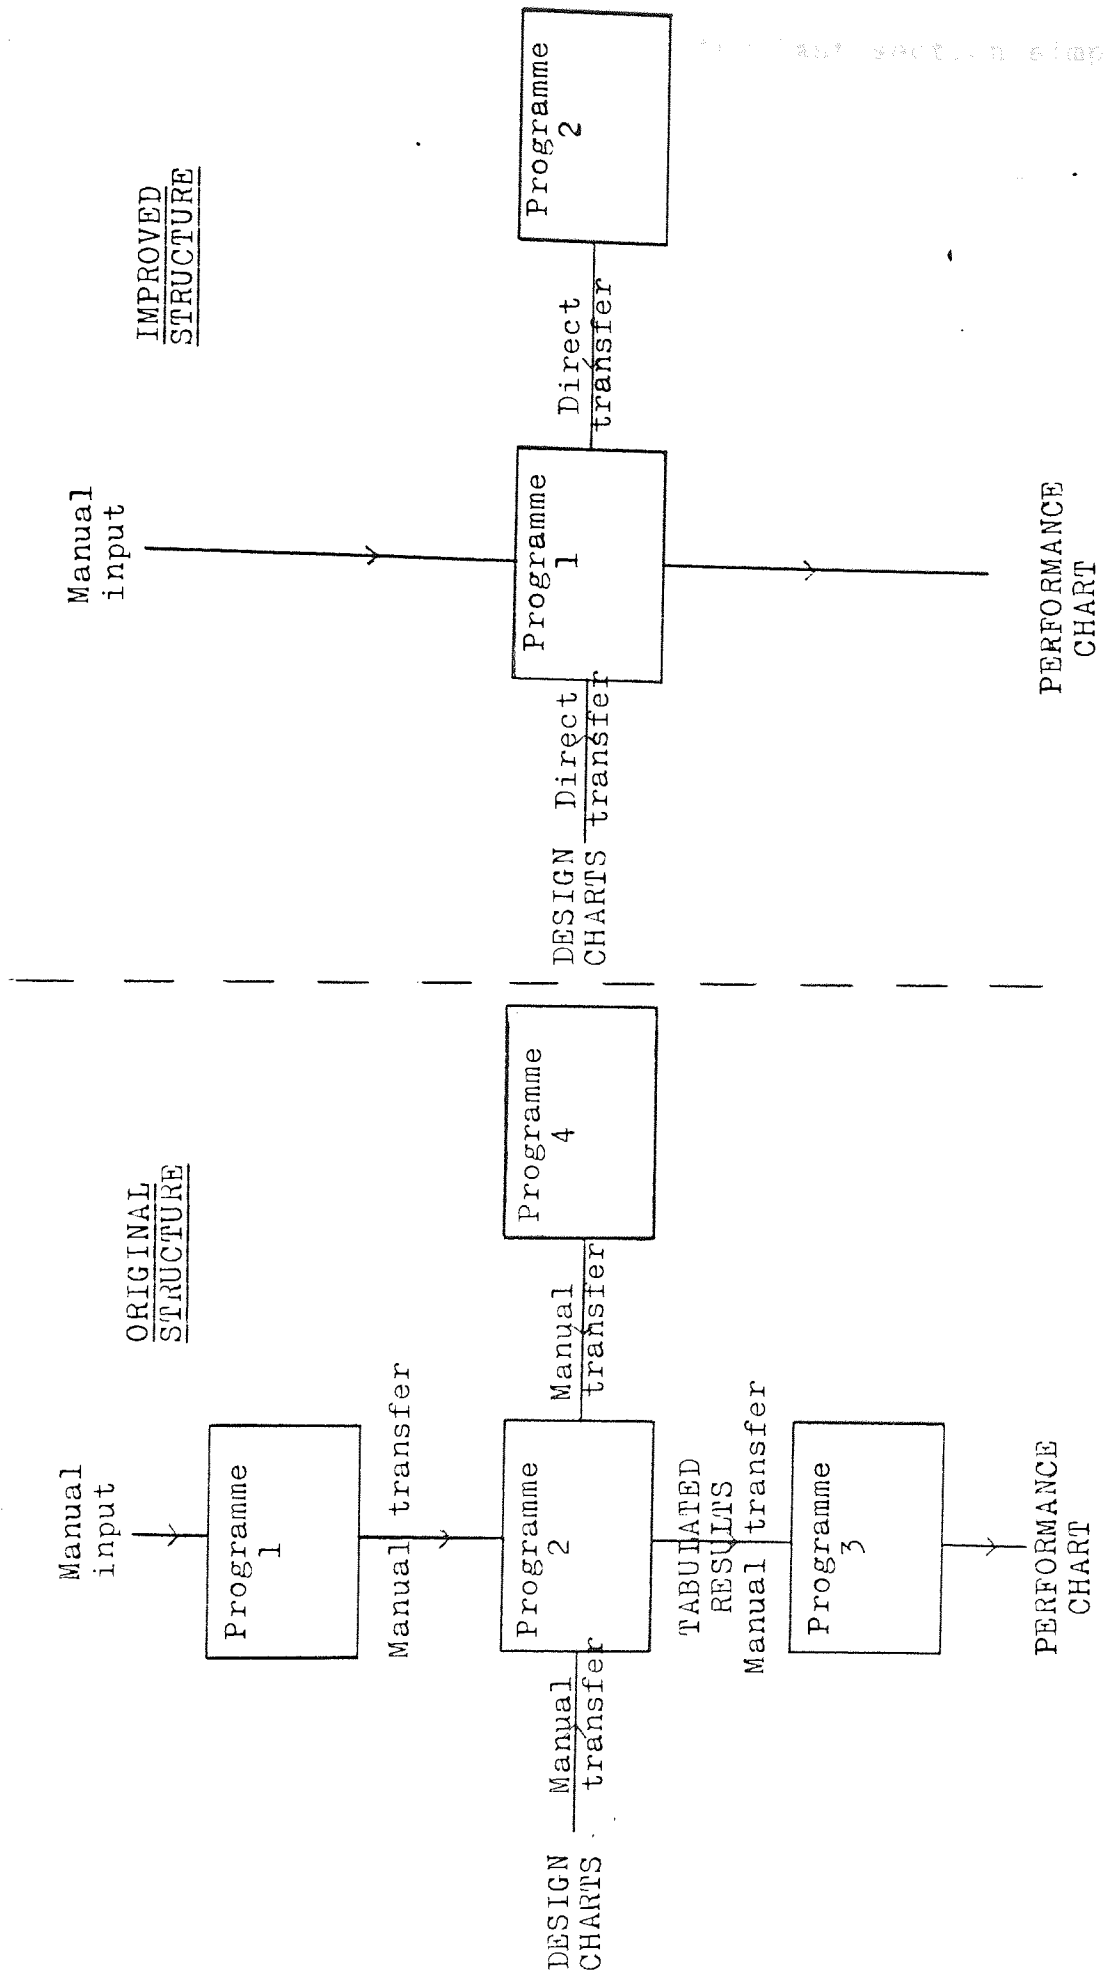 ORIGINAL
STRUCTURE
Manual
input
Programme
1
Manual transfer
DESIGN
CHARTS
Manual
transfer
Programme
2
Manual
transfer
Programme
4
TABULATED
RESULTS
Manual transfer
Programme
3
PERFORMANCE
CHART
IMPROVED
STRUCTURE
Manual
input
DESIGN
CHARTS
Direct
transfer
Programme
1
Direct
transfer
Programme
2
PERFORMANCE
CHART